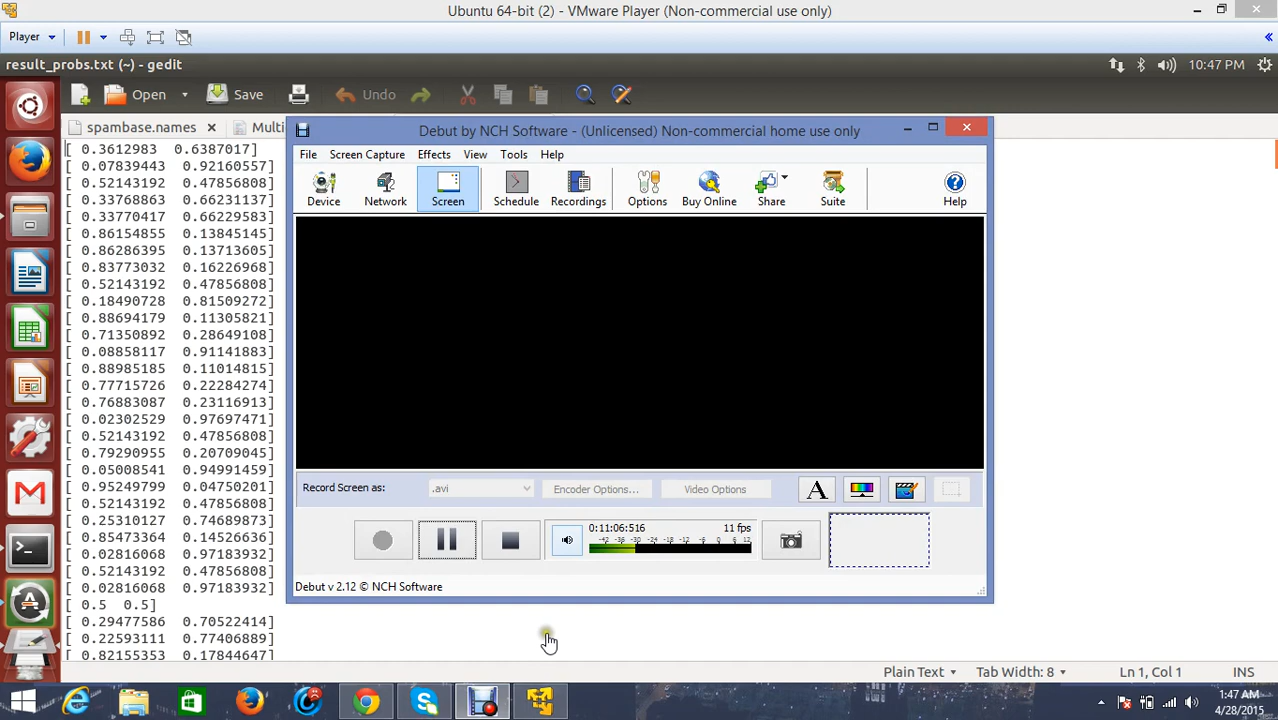 Ubuntu 64-bit (2) - VMware Player (Non-commercial use only)
Player
result_probs.txt (~) - gedit
10:47 PM
Open Save Undo
spambase.names Multi
[ 0.3612983 0.6387017]
[ 0.07839443 0.92160557]
[ 0.52143192 0.47856808]
[ 0.33768863 0.66231137]
[ 0.33770417 0.66229583]
[ 0.86154855 0.13845145]
[ 0.86286395 0.13713605]
[ 0.83773032 0.16226968]
[ 0.52143192 0.47856808]
[ 0.18490728 0.81509272]
[ 0.88694179 0.11305821]
[ 0.71350892 0.28649108]
[ 0.08858117 0.91141883]
[ 0.88985185 0.11014815]
[ 0.77715726 0.22284274]
[ 0.76883087 0.23116913]
[ 0.02302529 0.97697471]
[ 0.52143192 0.47856808]
[ 0.79290955 0.20709045]
[ 0.05008541 0.94991459]
[ 0.95249799 0.04750201]
[ 0.52143192 0.47856808]
[ 0.25310127 0.74689873]
[ 0.85473364 0.14526636]
[ 0.02816068 0.97183932]
[ 0.52143192 0.47856808]
[ 0.02816068 0.97183932]
[ 0.5 0.5]
[ 0.29477586 0.70522414]
[ 0.22593111 0.77406889]
[ 0.82155353 0.17844647]
Debut by NCH Software - (Unlicensed) Non-commercial home use only
File Screen Capture Effects View Tools Help
Device Network Screen Schedule Recordings Options Buy Online Share Suite Help
Record Screen as: .avi Encoder Options... Video Options
A
0:11:06:516 11 fps
-42 -36 -30 -24 -18 -14 -10 -6 0 6 12
Debut v 2.12 © NCH Software
Plain Text Tab Width: 8 Ln 1, Col 1 INS
1:47 AM
4/28/2015